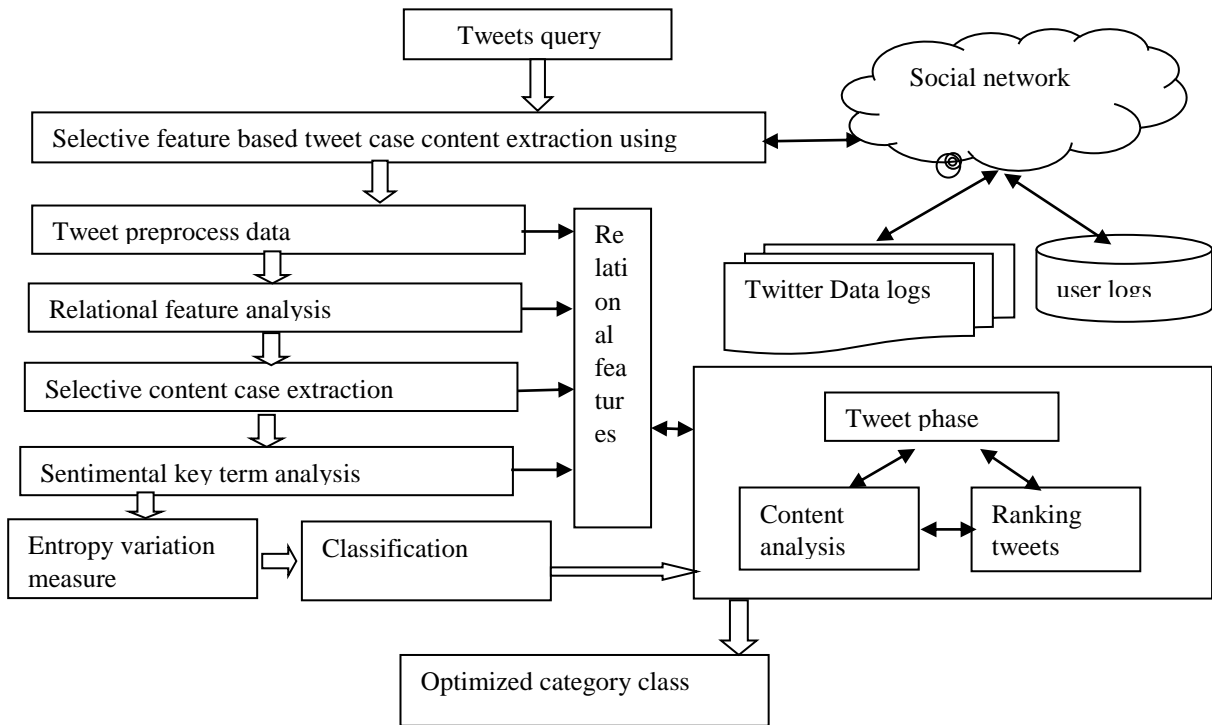 Tweets query
Social network
Selective feature based tweet case content extraction using
Tweet preprocess data
Relational feature analysis
Selective content case extraction
Sentimental key term analysis
Re
lati
on
al
fea
tur
es
Twitter Data logs
user logs
Tweet phase
Content
analysis
Ranking
tweets
Entropy variation
measure
Classification
Optimized category class